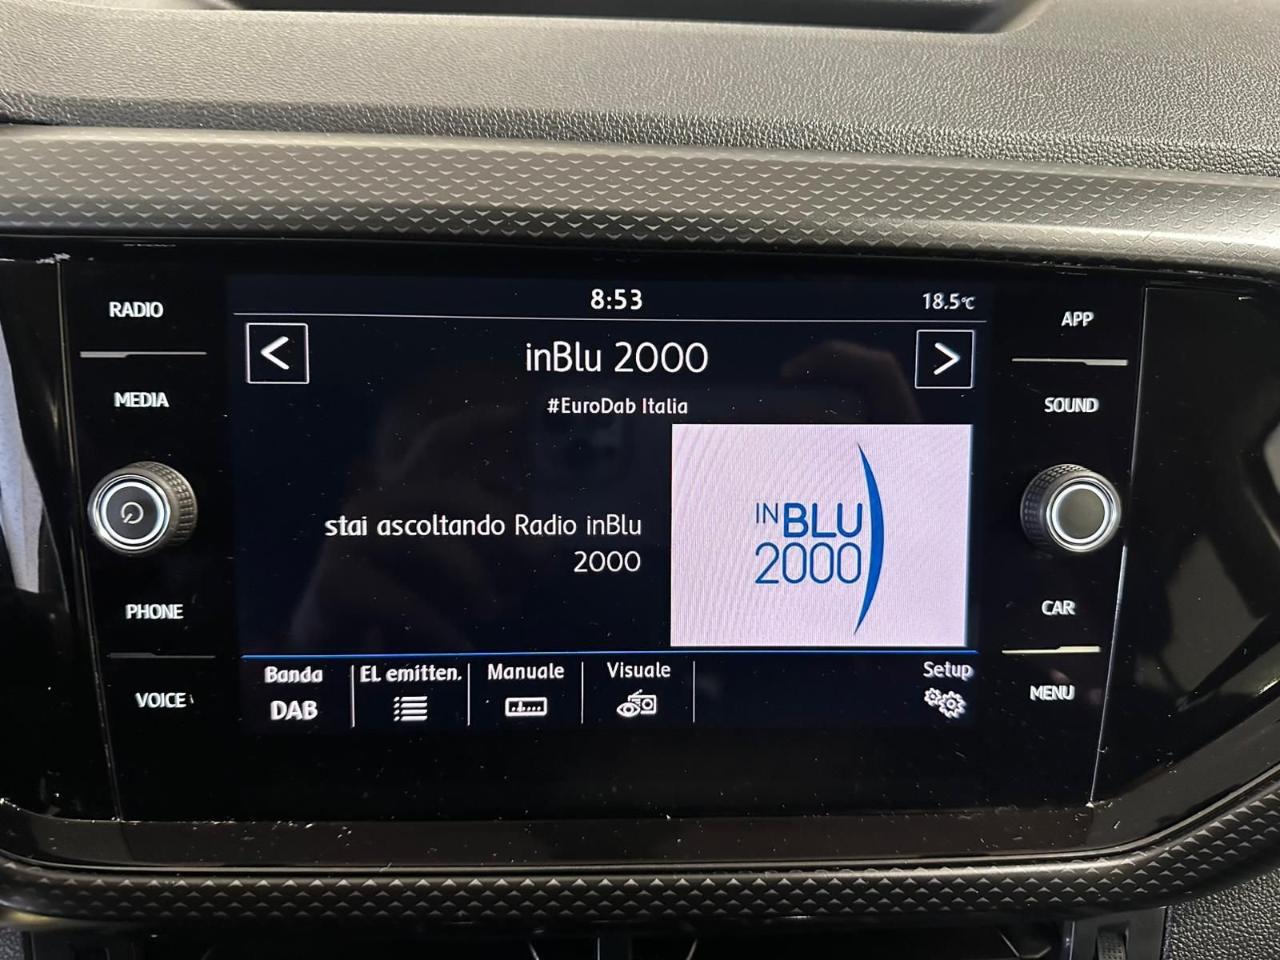 8:53
18.5°C
RADIO
MEDIA
PHONE
VOICE
<
inBlu 2000
>
#EuroDab Italia
stai ascoltando Radio inBlu
2000
IN BLU
2000
Banda
DAB
El. emitten.
Manuale
Visuale
Setup
APP
SOUND
CAR
MENU